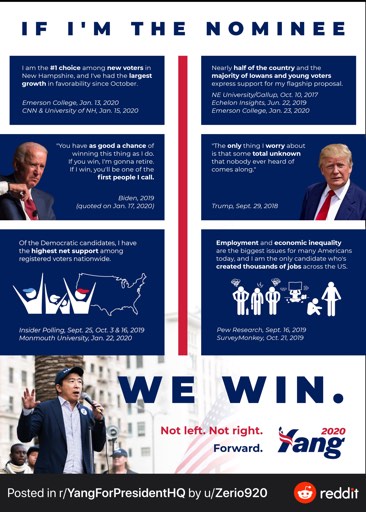 IF I'M THE NOMINEE
I am the #1 choice among new voters in
New Hampshire, and I've had the largest
growth in favorability since October.
Emerson College, Jan. 13, 2020
CNN & University of NH, Jan. 15, 2020
Nearly half of the country and the
majority of Iowans and young voters
express support for my flagship proposal.
NE University/Gallup, Oct. 10, 2017
Echelon Insights, Jun. 22, 2019
Emerson College, Jan. 23, 2020
"You have as good a chance of
winning this thing as I do.
If you win, I'm gonna retire.
If I win, you'll be one of the
first people I call.
Biden, 2019
(quoted on Jan. 17, 2020)
"The only thing I worry about
is that some total unknown
that nobody ever heard of
comes along."
Trump, Sept. 29, 2018
Of the Democratic candidates, I have
the highest net support among
registered voters nationwide.
Insider Polling, Sept. 25, Oct. 3 & 16, 2019
Monmouth University, Jan. 22, 2020
Employment and economic inequality
are the biggest issues for many Americans
today, and I am the only candidate who's
created thousands of jobs across the US.
Pew Research, Sept. 16, 2019
SurveyMonkey, Oct. 21, 2019
WE WIN.
Not left. Not right.
Forward.
2020
Yang
Posted in r/YangForPresidentHQ by u/Zerio920
reddit